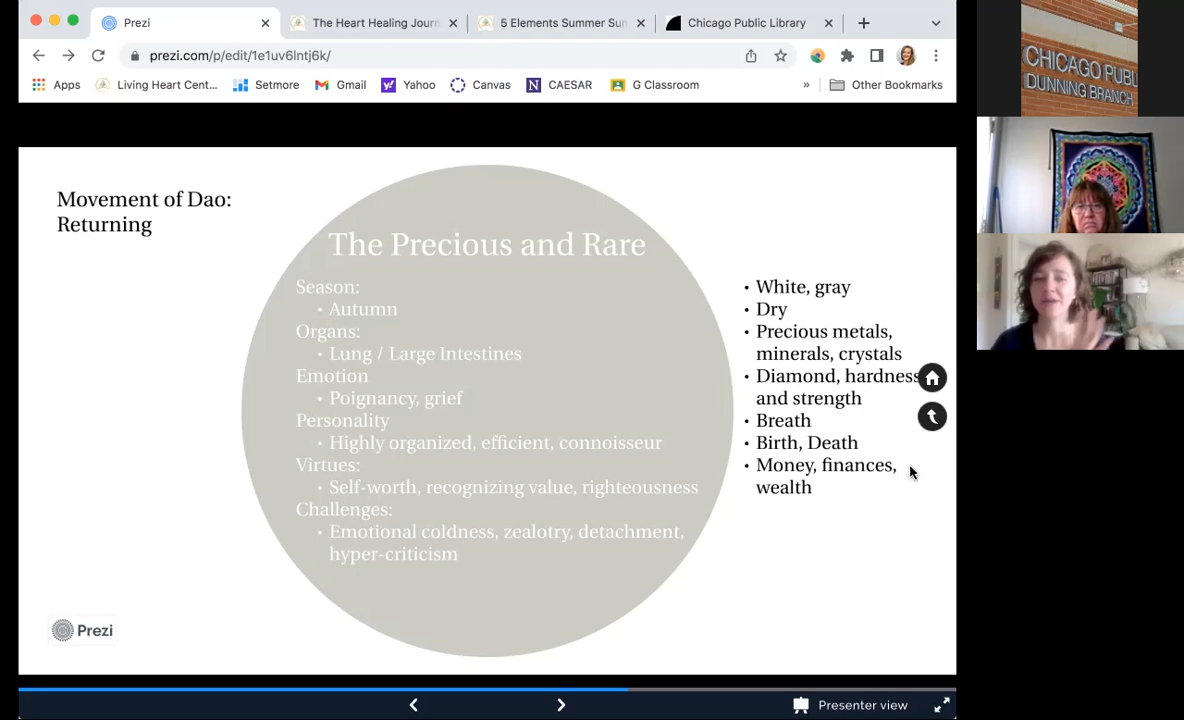 Prezi
The Heart Healing Journ
5 Elements Summer Sun
Chicago Public Library
prezi.com/p/edit/1e1uv6lntj6k/
Apps
Living Heart Cent...
Setmore
Gmail
Yahoo
Canvas
CAESAR
G Classroom
»
Other Bookmarks
CHICAGO PUBL
DUNNING BRANCH
Movement of Dao:
Returning
The Precious and Rare
Season:
• Autumn
Organs:
• Lung / Large Intestines
Emotion
• Poignancy, grief
Personality
• Highly organized, efficient, connoisseur
Virtues:
• Self-worth, recognizing value, righteousness
Challenges:
• Emotional coldness, zealotry, detachment,
hyper-criticism
• White, gray
• Dry
• Precious metals,
minerals, crystals
• Diamond, hardness
and strength
• Breath
• Birth, Death
• Money, finances,
wealth
Prezi
Presenter view